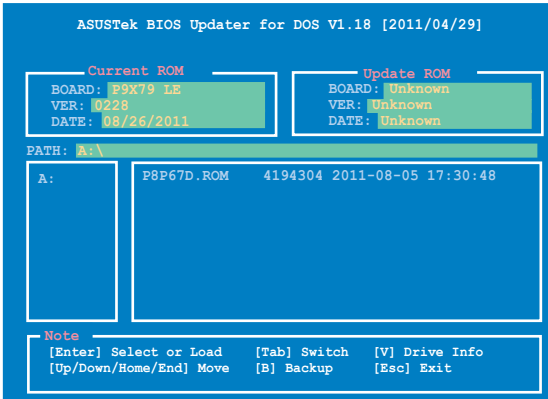 ASUSTek BIOS Updater for DOS V1.18 [2011/04/29]
Current ROM
BOARD: P9X79 LE
VER: 0228
DATE: 08/26/2011
Update ROM
BOARD: Unknown
VER: Unknown
DATE: Unknown
PATH: A:\
A:
P8P67D.ROM 4194304 2011-08-05 17:30:48
Note
[Enter] Select or Load [Tab] Switch [V] Drive Info
[Up/Down/Home/End] Move [B] Backup [Esc] Exit